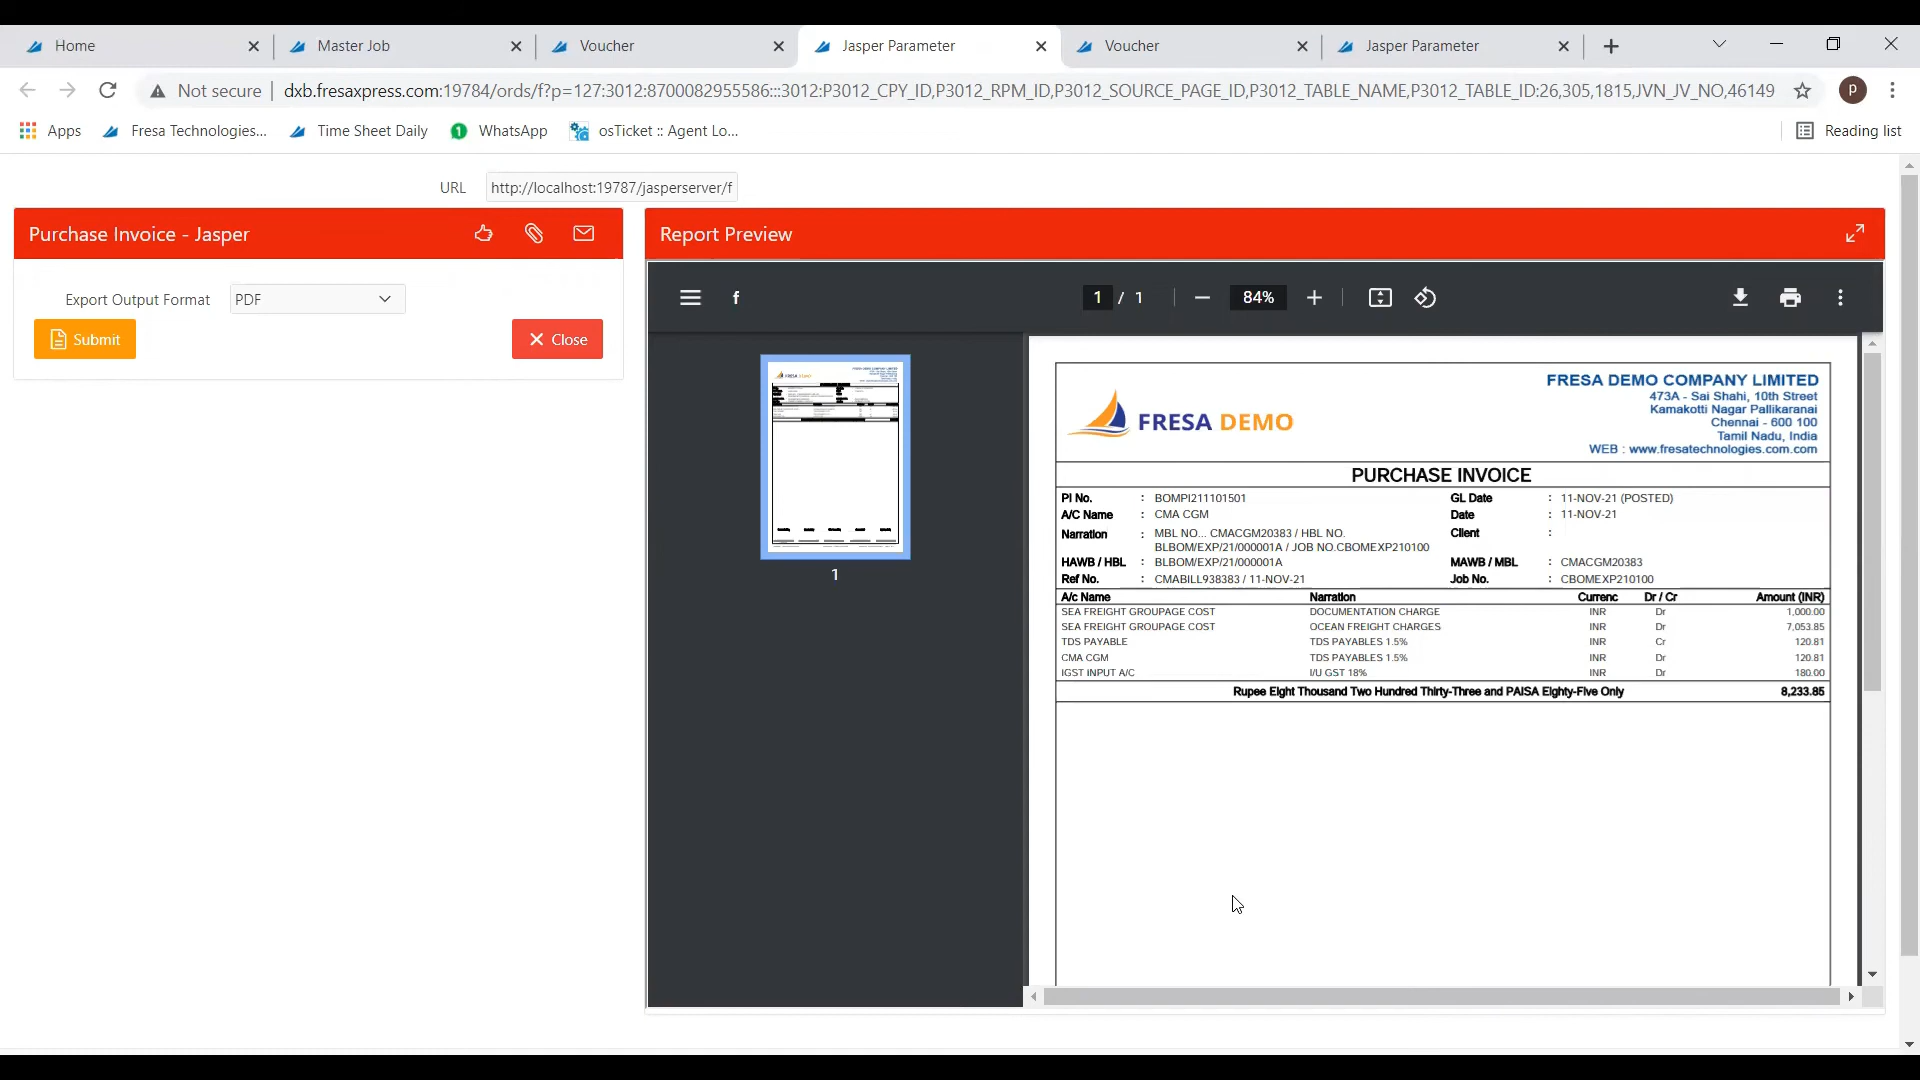 Home
Master Job
Voucher
Jasper Parameter
Voucher
Jasper Parameter
Not secure
dxb.fresaxpress.com:19784/ords/f?p=127:3012:8700082955586:::3012:P3012_CPY_ID,P3012_RPM_ID,P3012_SOURCE_PAGE_ID,P3012_TABLE_NAME,P3012_TABLE_ID:26,305,1815,JVN_JV_NO,46149
P
Apps
Fresa Technologies...
Time Sheet Daily
1
WhatsApp
osTicket :: Agent Lo...
Reading list
URL
http://localhost:19787/jasperserver/f
Purchase Invoice - Jasper
Export Output Format
PDF
Submit
Close
Report Preview
f
1 / 1
84%
1
FRESA DEMO
FRESA DEMO COMPANY LIMITED
473A - Sai Shahi, 10th Street
Kamakotti Nagar Pallikaranai
Chennai - 600 100
Tamil Nadu, India
WEB : www.fresatechnologies.com.com
PURCHASE INVOICE
PI No. : BOMPI211101501 GL Date : 11-NOV-21 (POSTED)
A/C Name : CMA CGM Date : 11-NOV-21
Narration : MBL NO... CMACGM20383 / HBL NO. Client :
BLBOM/EXP/21/000001A / JOB NO.CBOMEXP210100
HAWB / HBL : BLBOM/EXP/21/000001A MAWB / MBL : CMACGM20383
Ref No. : CMABILL938383 / 11-NOV-21 Job No. : CBOMEXP210100
A/c Name Narration Currenc Dr / Cr Amount (INR)
SEA FREIGHT GROUPAGE COST DOCUMENTATION CHARGE INR Dr 1,000.00
SEA FREIGHT GROUPAGE COST OCEAN FREIGHT CHARGES INR Dr 7,053.85
TDS PAYABLE TDS PAYABLES 1.5% INR Cr 120.81
CMA CGM TDS PAYABLES 1.5% INR Dr 120.81
IGST INPUT A/C I/U GST 18% INR Dr 180.00
Rupee Eight Thousand Two Hundred Thirty-Three and PAISA Eighty-Five Only 8,233.85